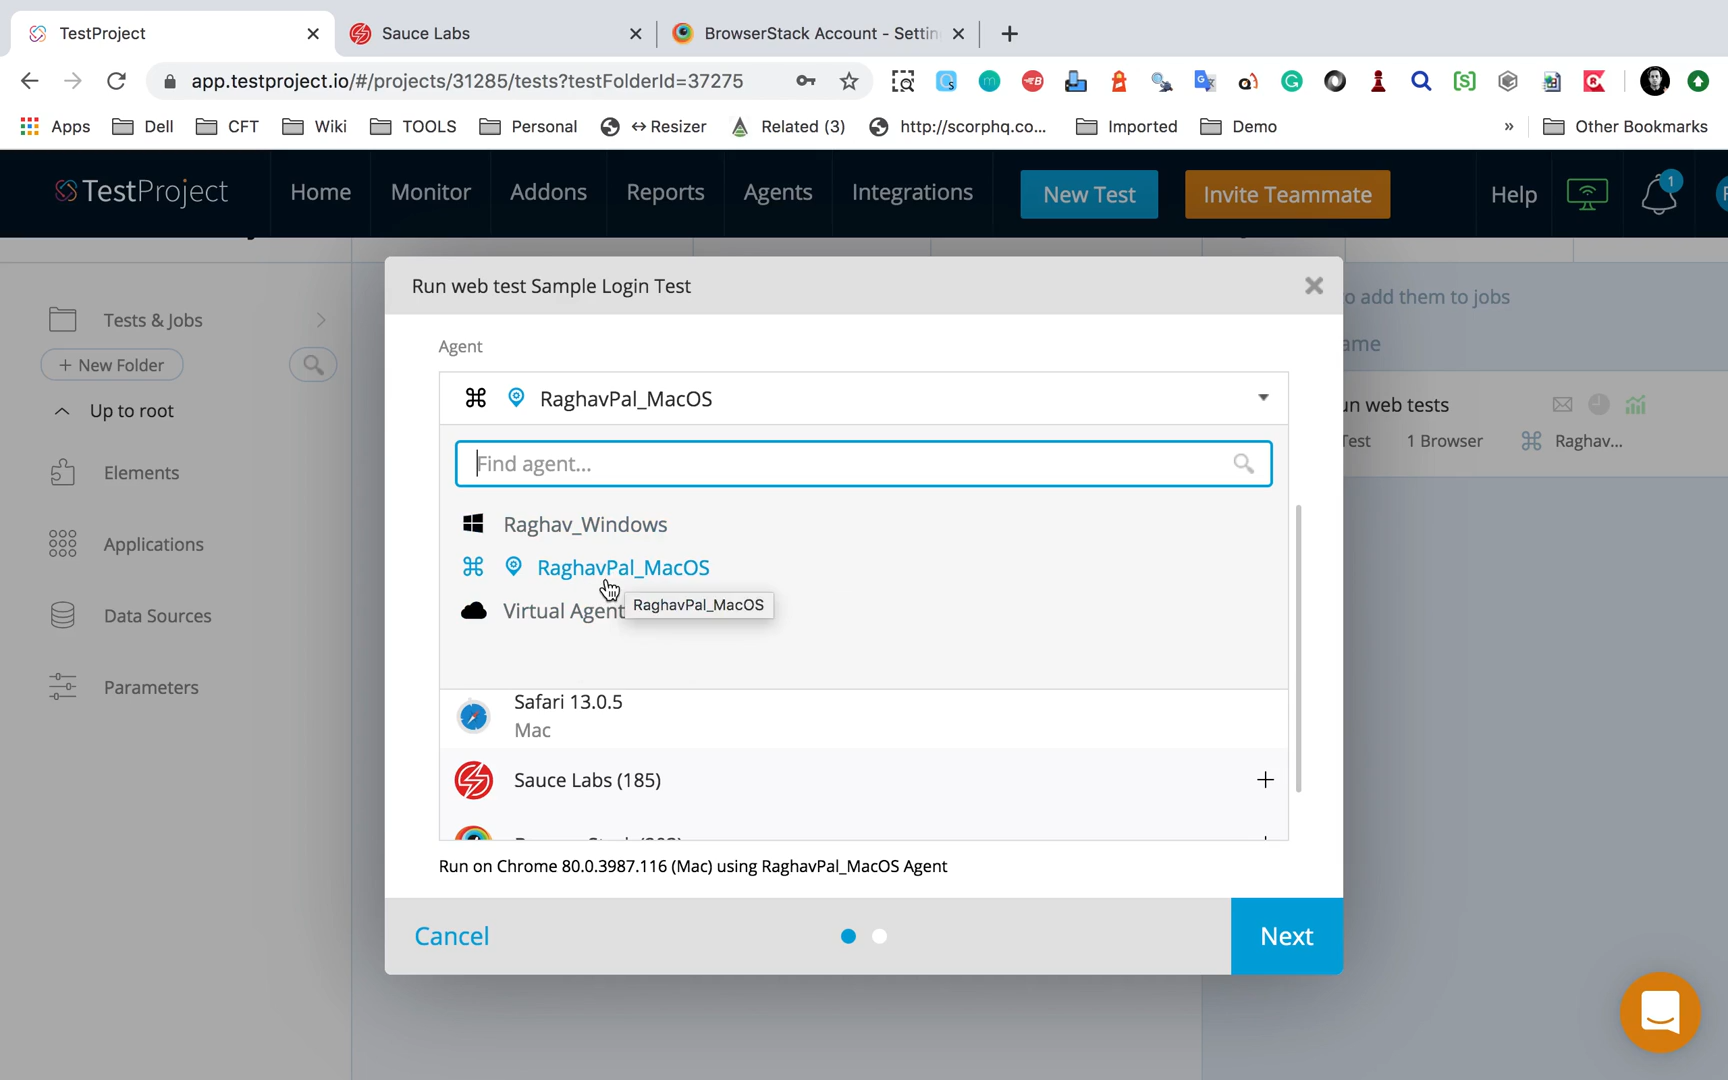 TestProject
Sauce Labs
BrowserStack Account - Settin
app.testproject.io/#/projects/31285/tests?testFolderId=37275
Apps
Dell
CFT
Wiki
TOOLS
Personal
↔Resizer
Related (3)
http://scorphq.co...
Imported
Demo
»
Other Bookmarks
TestProject
Home
Monitor
Addons
Reports
Agents
Integrations
New Test
Invite Teammate
Help
1
Tests & Jobs
+ New Folder
Up to root
Elements
Applications
Data Sources
Parameters
Run web test Sample Login Test
o add them to jobs
ame
un web tests
Test
1 Browser
Raghav...
Agent
RaghavPal_MacOS
Find agent...
Raghav_Windows
RaghavPal_MacOS
Virtual Agent
RaghavPal_MacOS
Safari 13.0.5
Mac
Sauce Labs (185)
Run on Chrome 80.0.3987.116 (Mac) using RaghavPal_MacOS Agent
Cancel
Next